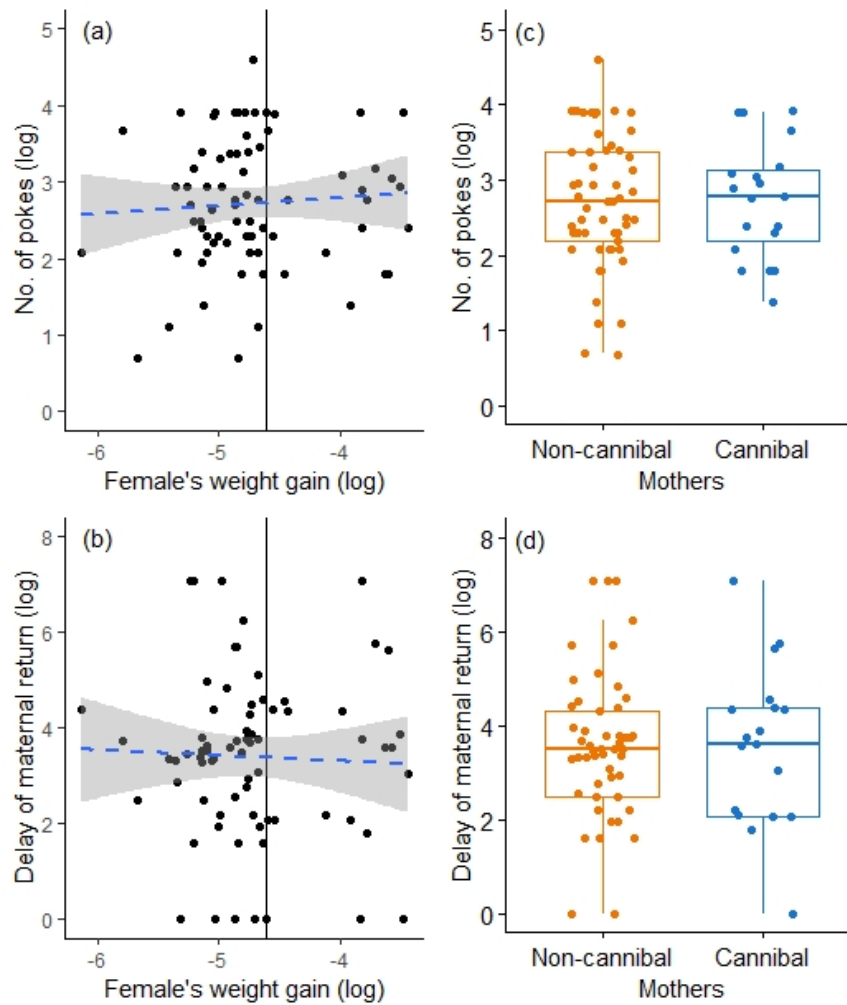 (a)
No. of pokes (log)
5
4
3
2
1
0
-6 -5 -4
Female's weight gain (log)
(c)
No. of pokes (log)
5
4
3
2
1
0
Non-cannibal Cannibal
Mothers
(b)
Delay of maternal return (log)
8
6
4
2
0
-6 -5 -4
Female's weight gain (log)
(d)
Delay of maternal return (log)
8
6
4
2
0
Non-cannibal Cannibal
Mothers